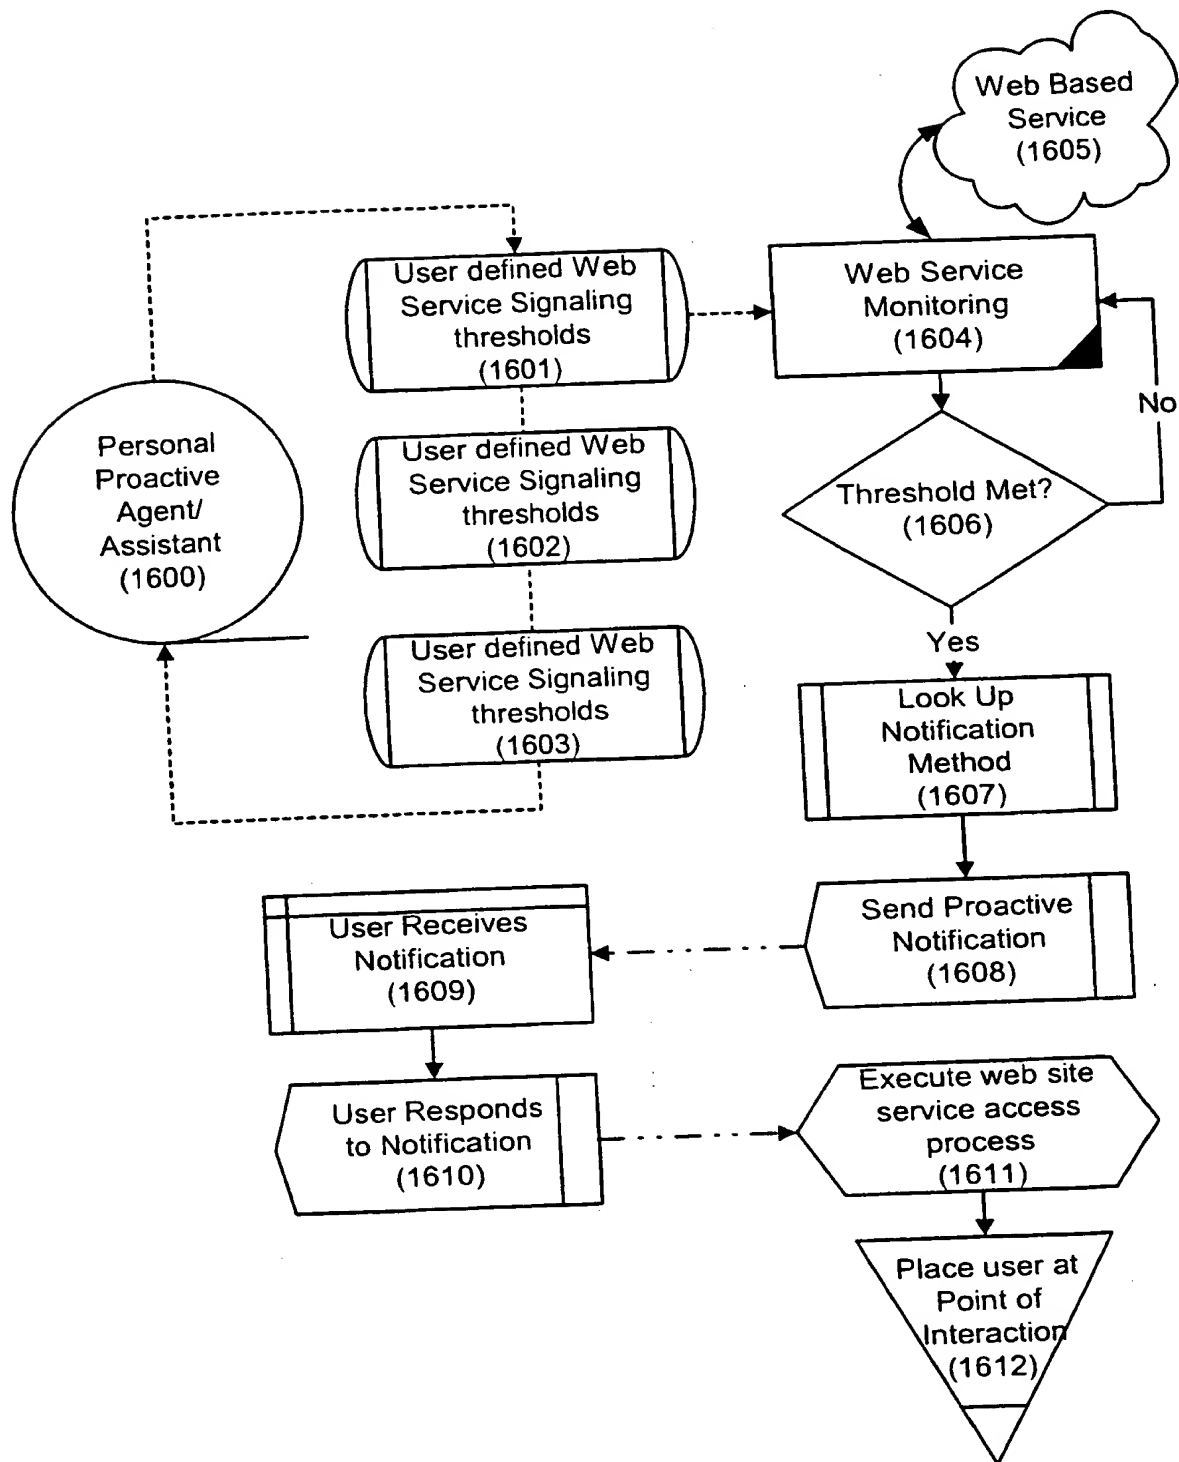 Web Based
Service
(1605)
User defined Web
Service Signaling
thresholds
(1601)
Web Service
Monitoring
(1604)
No
Personal
Proactive
Agent/
Assistant
(1600)
User defined Web
Service Signaling
thresholds
(1602)
Threshold Met?
(1606)
Yes
User defined Web
Service Signaling
thresholds
(1603)
Look Up
Notification
Method
(1607)
Send Proactive
Notification
(1608)
User Receives
Notification
(1609)
User Responds
to Notification
(1610)
Execute web site
service access
process
(1611)
Place user at
Point of
Interaction
(1612)